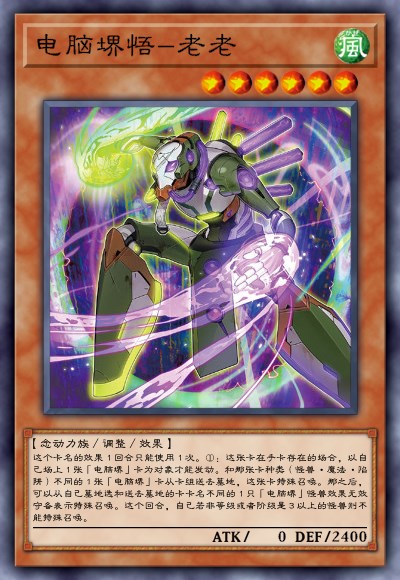 电脑堺悟-老老
風
【念动力族/调整/效果】
这个卡名的效果1回合只能使用1次。①：这张卡在手卡存在的场合，以自
己场上1张「电脑堺」卡为对象才能发动。和那张卡种类（怪兽·魔法·陷
阱）不同的1张「电脑堺」卡从卡组送去墓地，这张卡特殊召唤。那之后，
可以从自己墓地选和送去墓地的卡卡名不同的1只「电脑堺」怪兽效果无效
守备表示特殊召唤。这个回合，自己若非等级或者阶级是3以上的怪兽则不
能特殊召唤。
ATK/ 0 DEF/2400